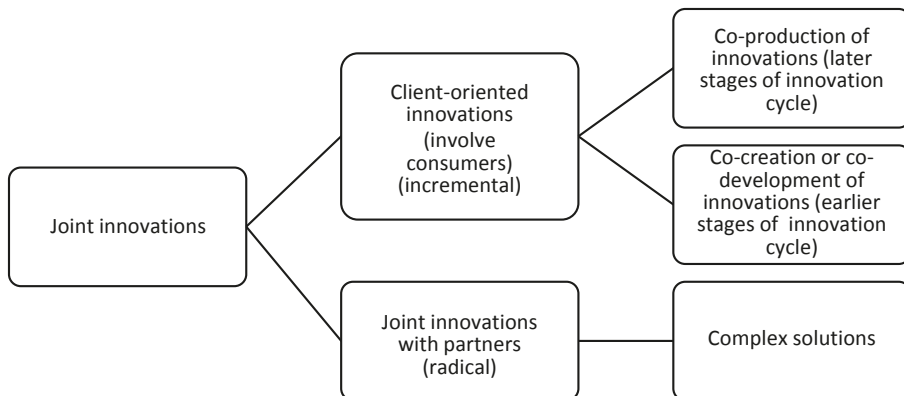 Joint innovations
Client-oriented
innovations
(involve
consumers)
(incremental)
Co-production of
innovations (later
stages of innovation
cycle)
Co-creation or co-
development of
innovations (earlier
stages of innovation
cycle)
Joint innovations
with partners
(radical)
Complex solutions